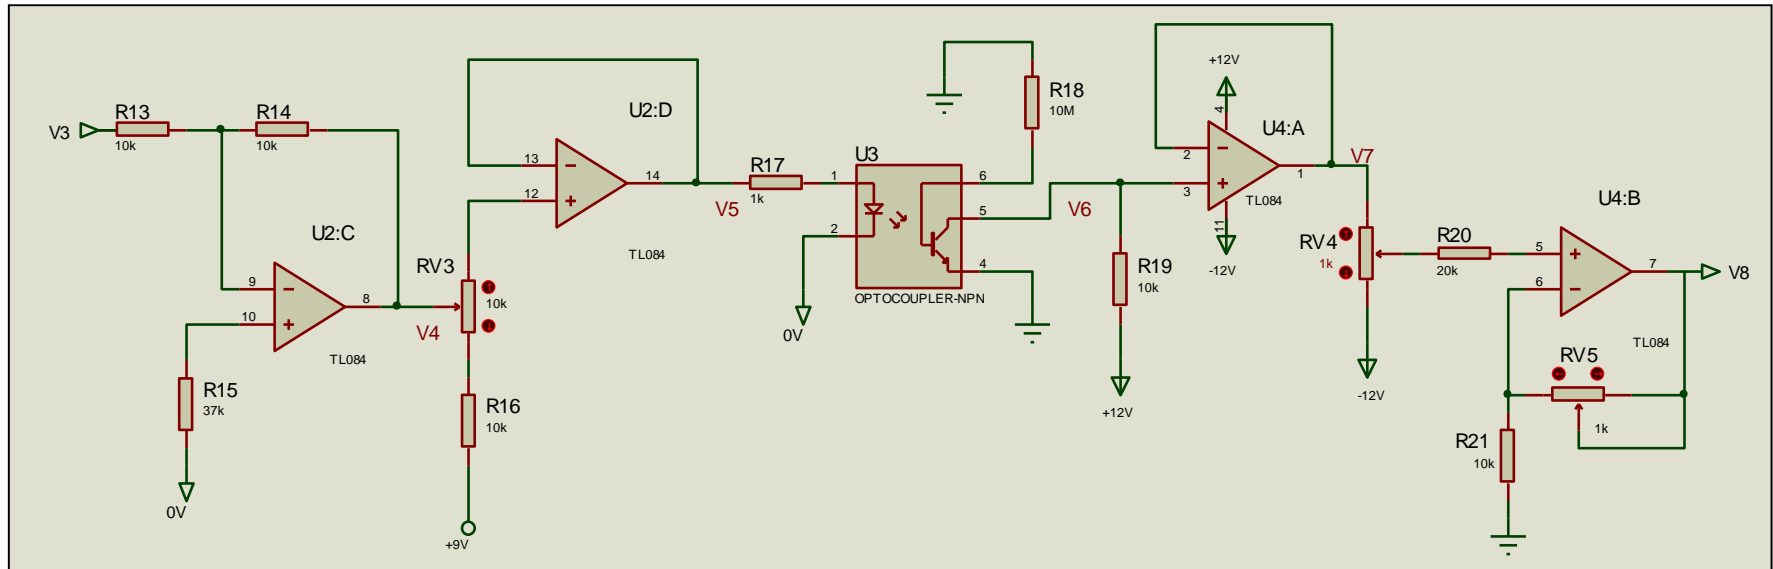 V3
R13
10k
R14
10k
U2:C
9
10
8
TL084
R15
37k
0V
V4
RV3
10k
R16
10k
+9V
U2:D
13
12
14
TL084
V5
R17
1k
U3
1
2
6
5
4
OPTOCOUPLER-NPN
0V
R18
10M
V6
R19
10k
+12V
+12V
4
U4:A
2
3
1
11
TL084
-12V
V7
RV4
1k
-12V
R20
20k
U4:B
5
6
7
TL084
V8
RV5
1k
R21
10k